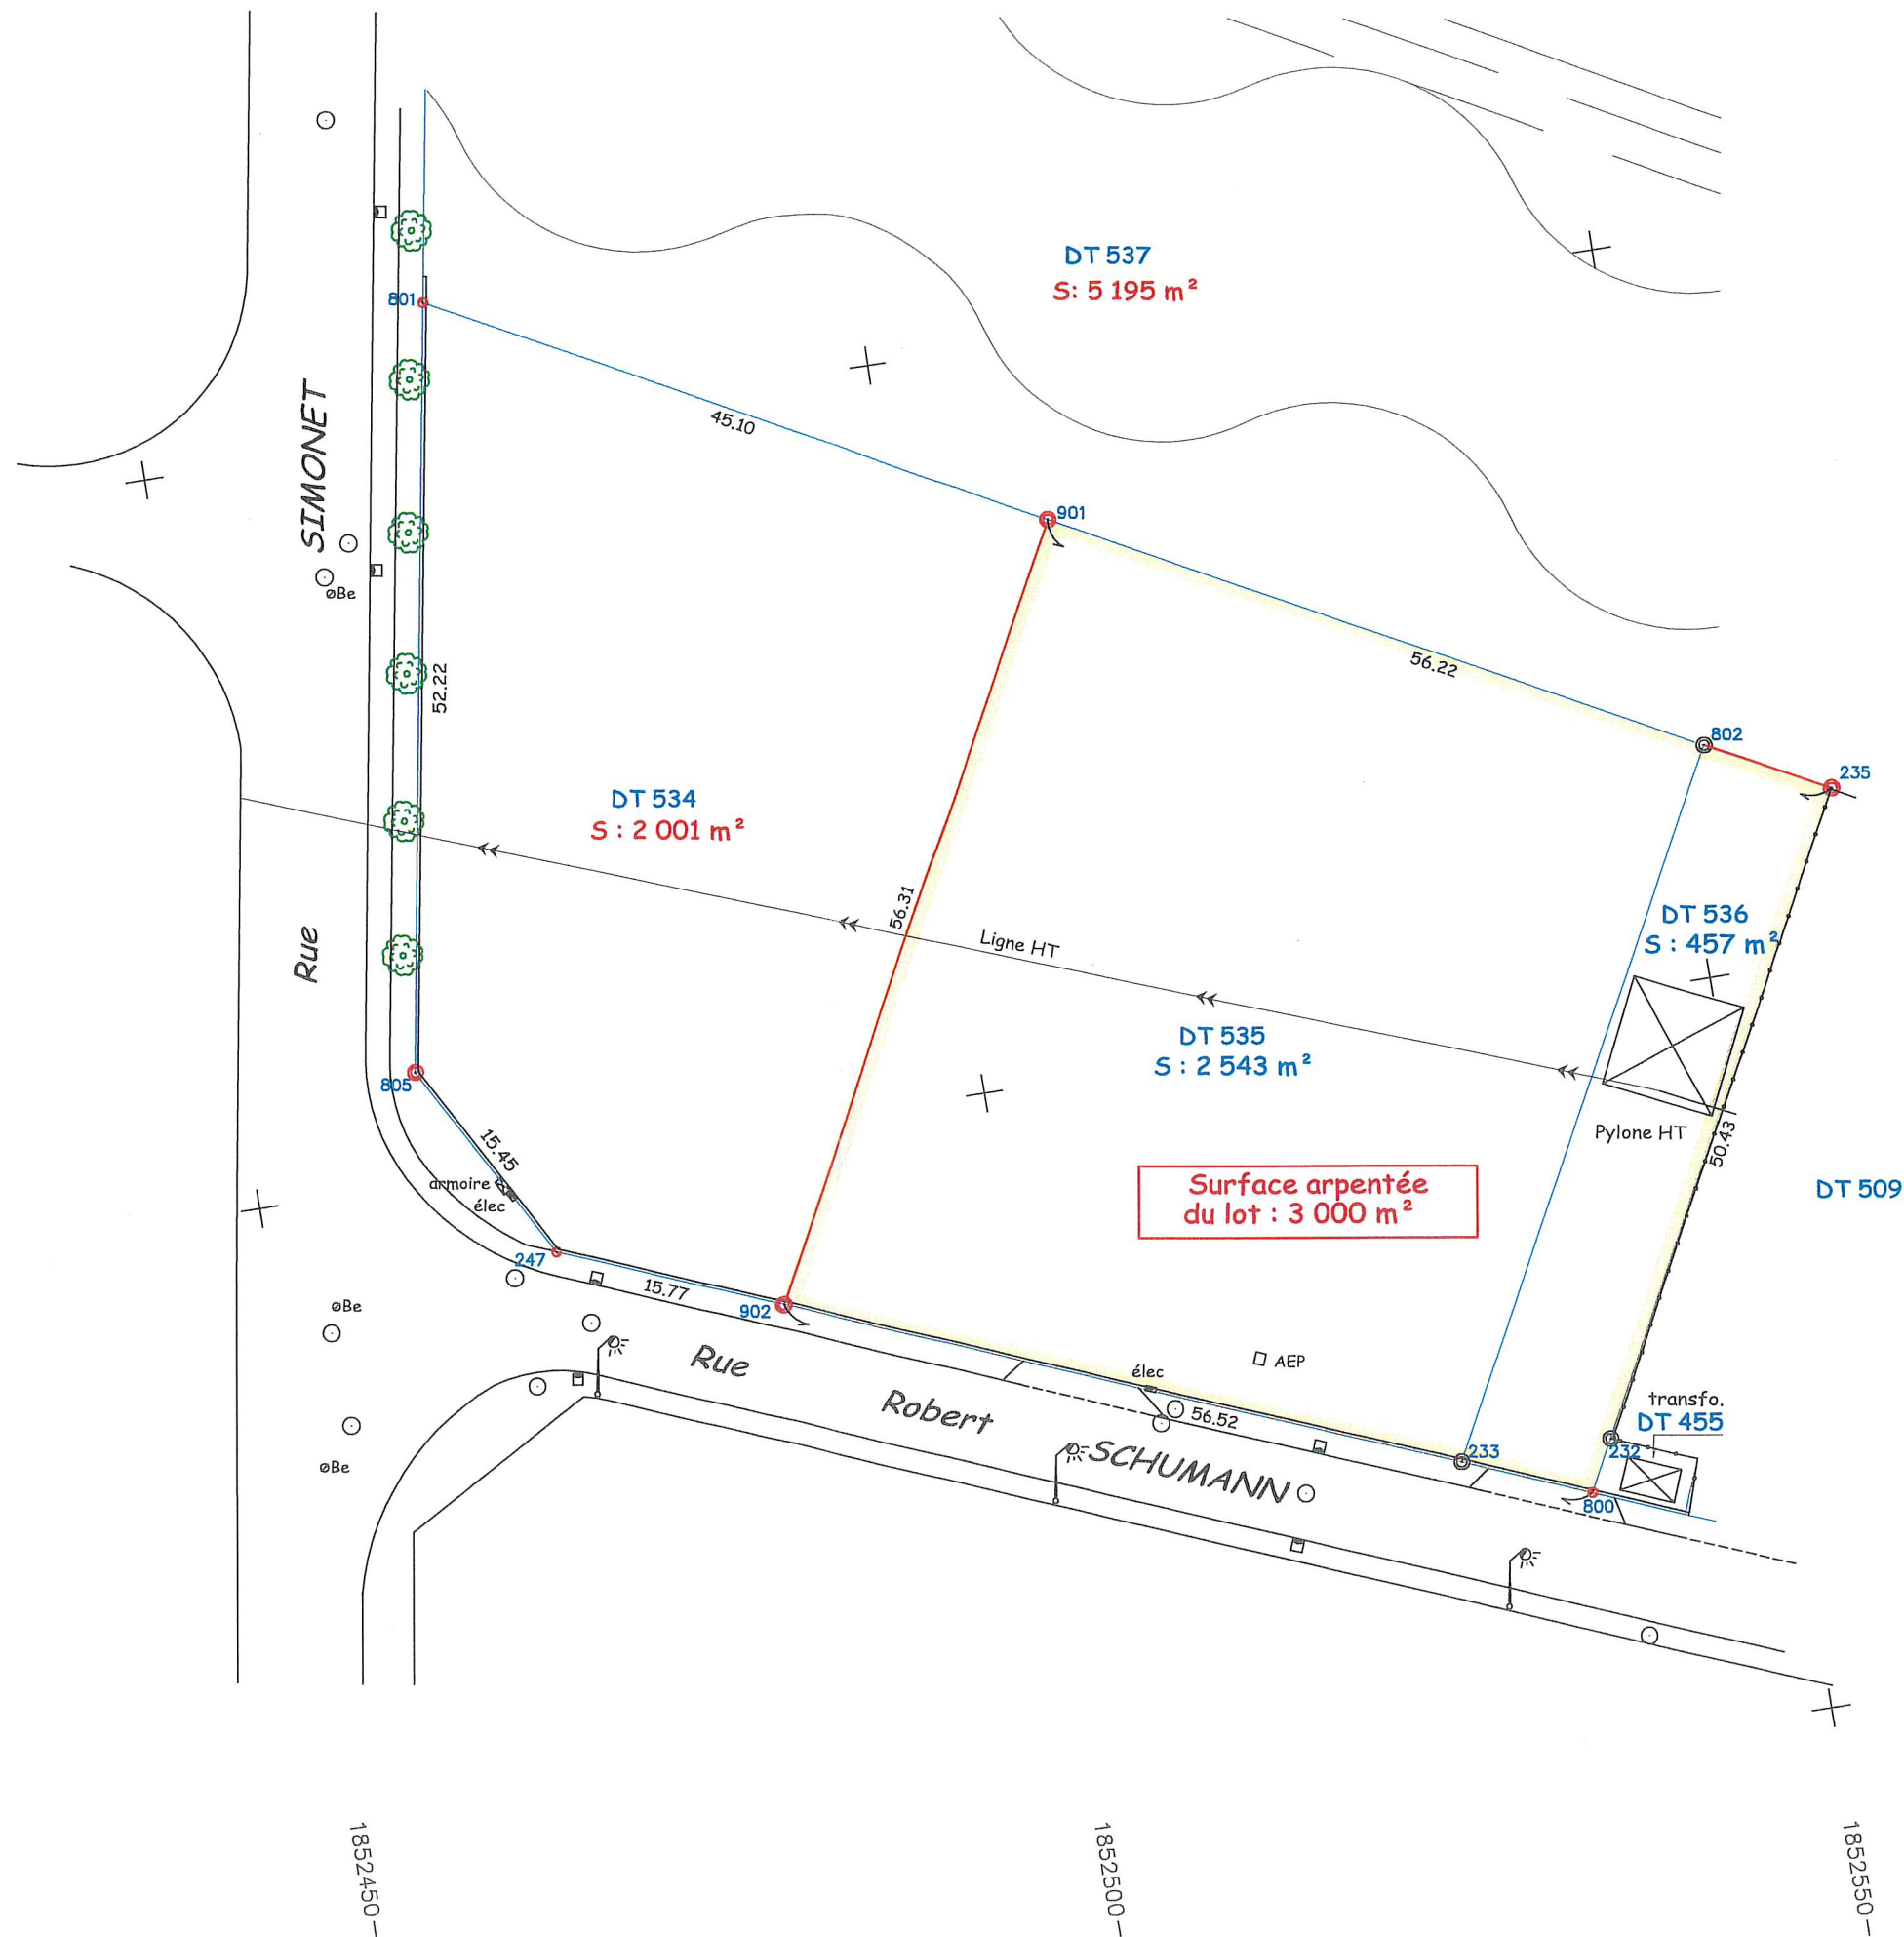 DT 537
S: 5 195 m²
801
SIMONET
45.10
901
øBe
56.22
52.22
802
235
DT 534
S : 2 001 m²
56.31
DT 536
S : 457 m²
Rue
Ligne HT
DT 535
S : 2 543 m²
805
Pylone HT
50.43
15.45
armoire
élec
Surface arpentée
du lot : 3 000 m²
DT 509
247
15.77
902
øBe
Rue
AEP
élec
Robert
56.52
transfo.
DT 455
SCHUMANN
233
232
øBe
800
1852450
1852500
1852550